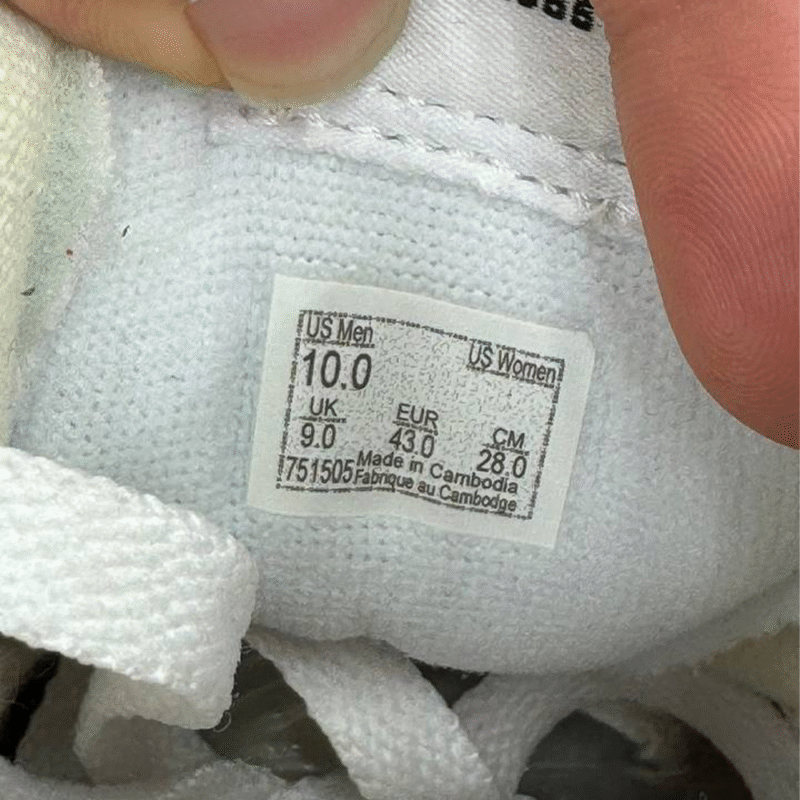 US Men
US Women
10.0
UK
EUR
CM
9.0
43.0
28.0
751505
Made in Cambodia
Fabrique au Cambodge